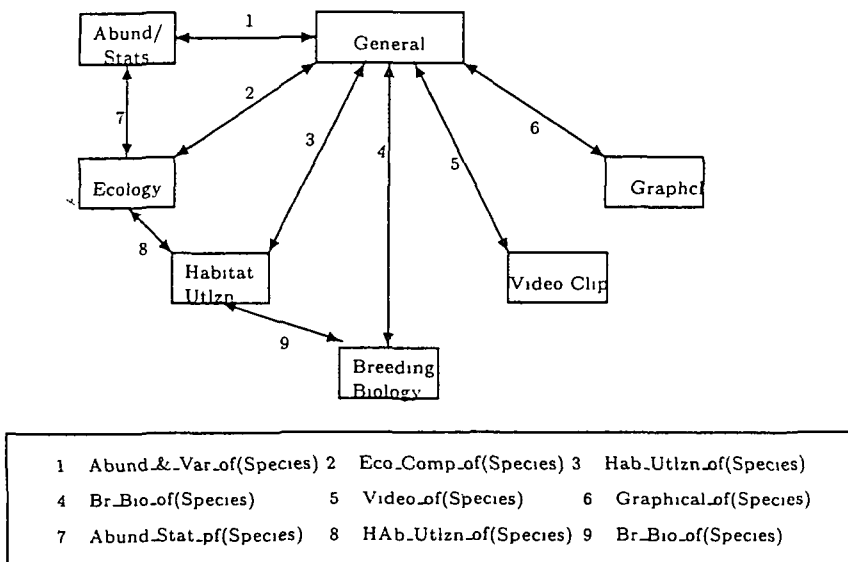 Abund/
Stats
General
1
2
3
4
5
6
7
Ecology
Graphcl
8
Habitat
Utlzn
Video Clip
9
Breeding
Biology
1 Abund_&_Var_of(Species) 2 Eco_Comp_of(Species) 3 Hab_Utlzn_of(Species)
4 Br_Bio_of(Species) 5 Video_of(Species) 6 Graphical_of(Species)
7 Abund_Stat_pf(Species) 8 HAb_Utlzn_of(Species) 9 Br_Bio_of(Species)